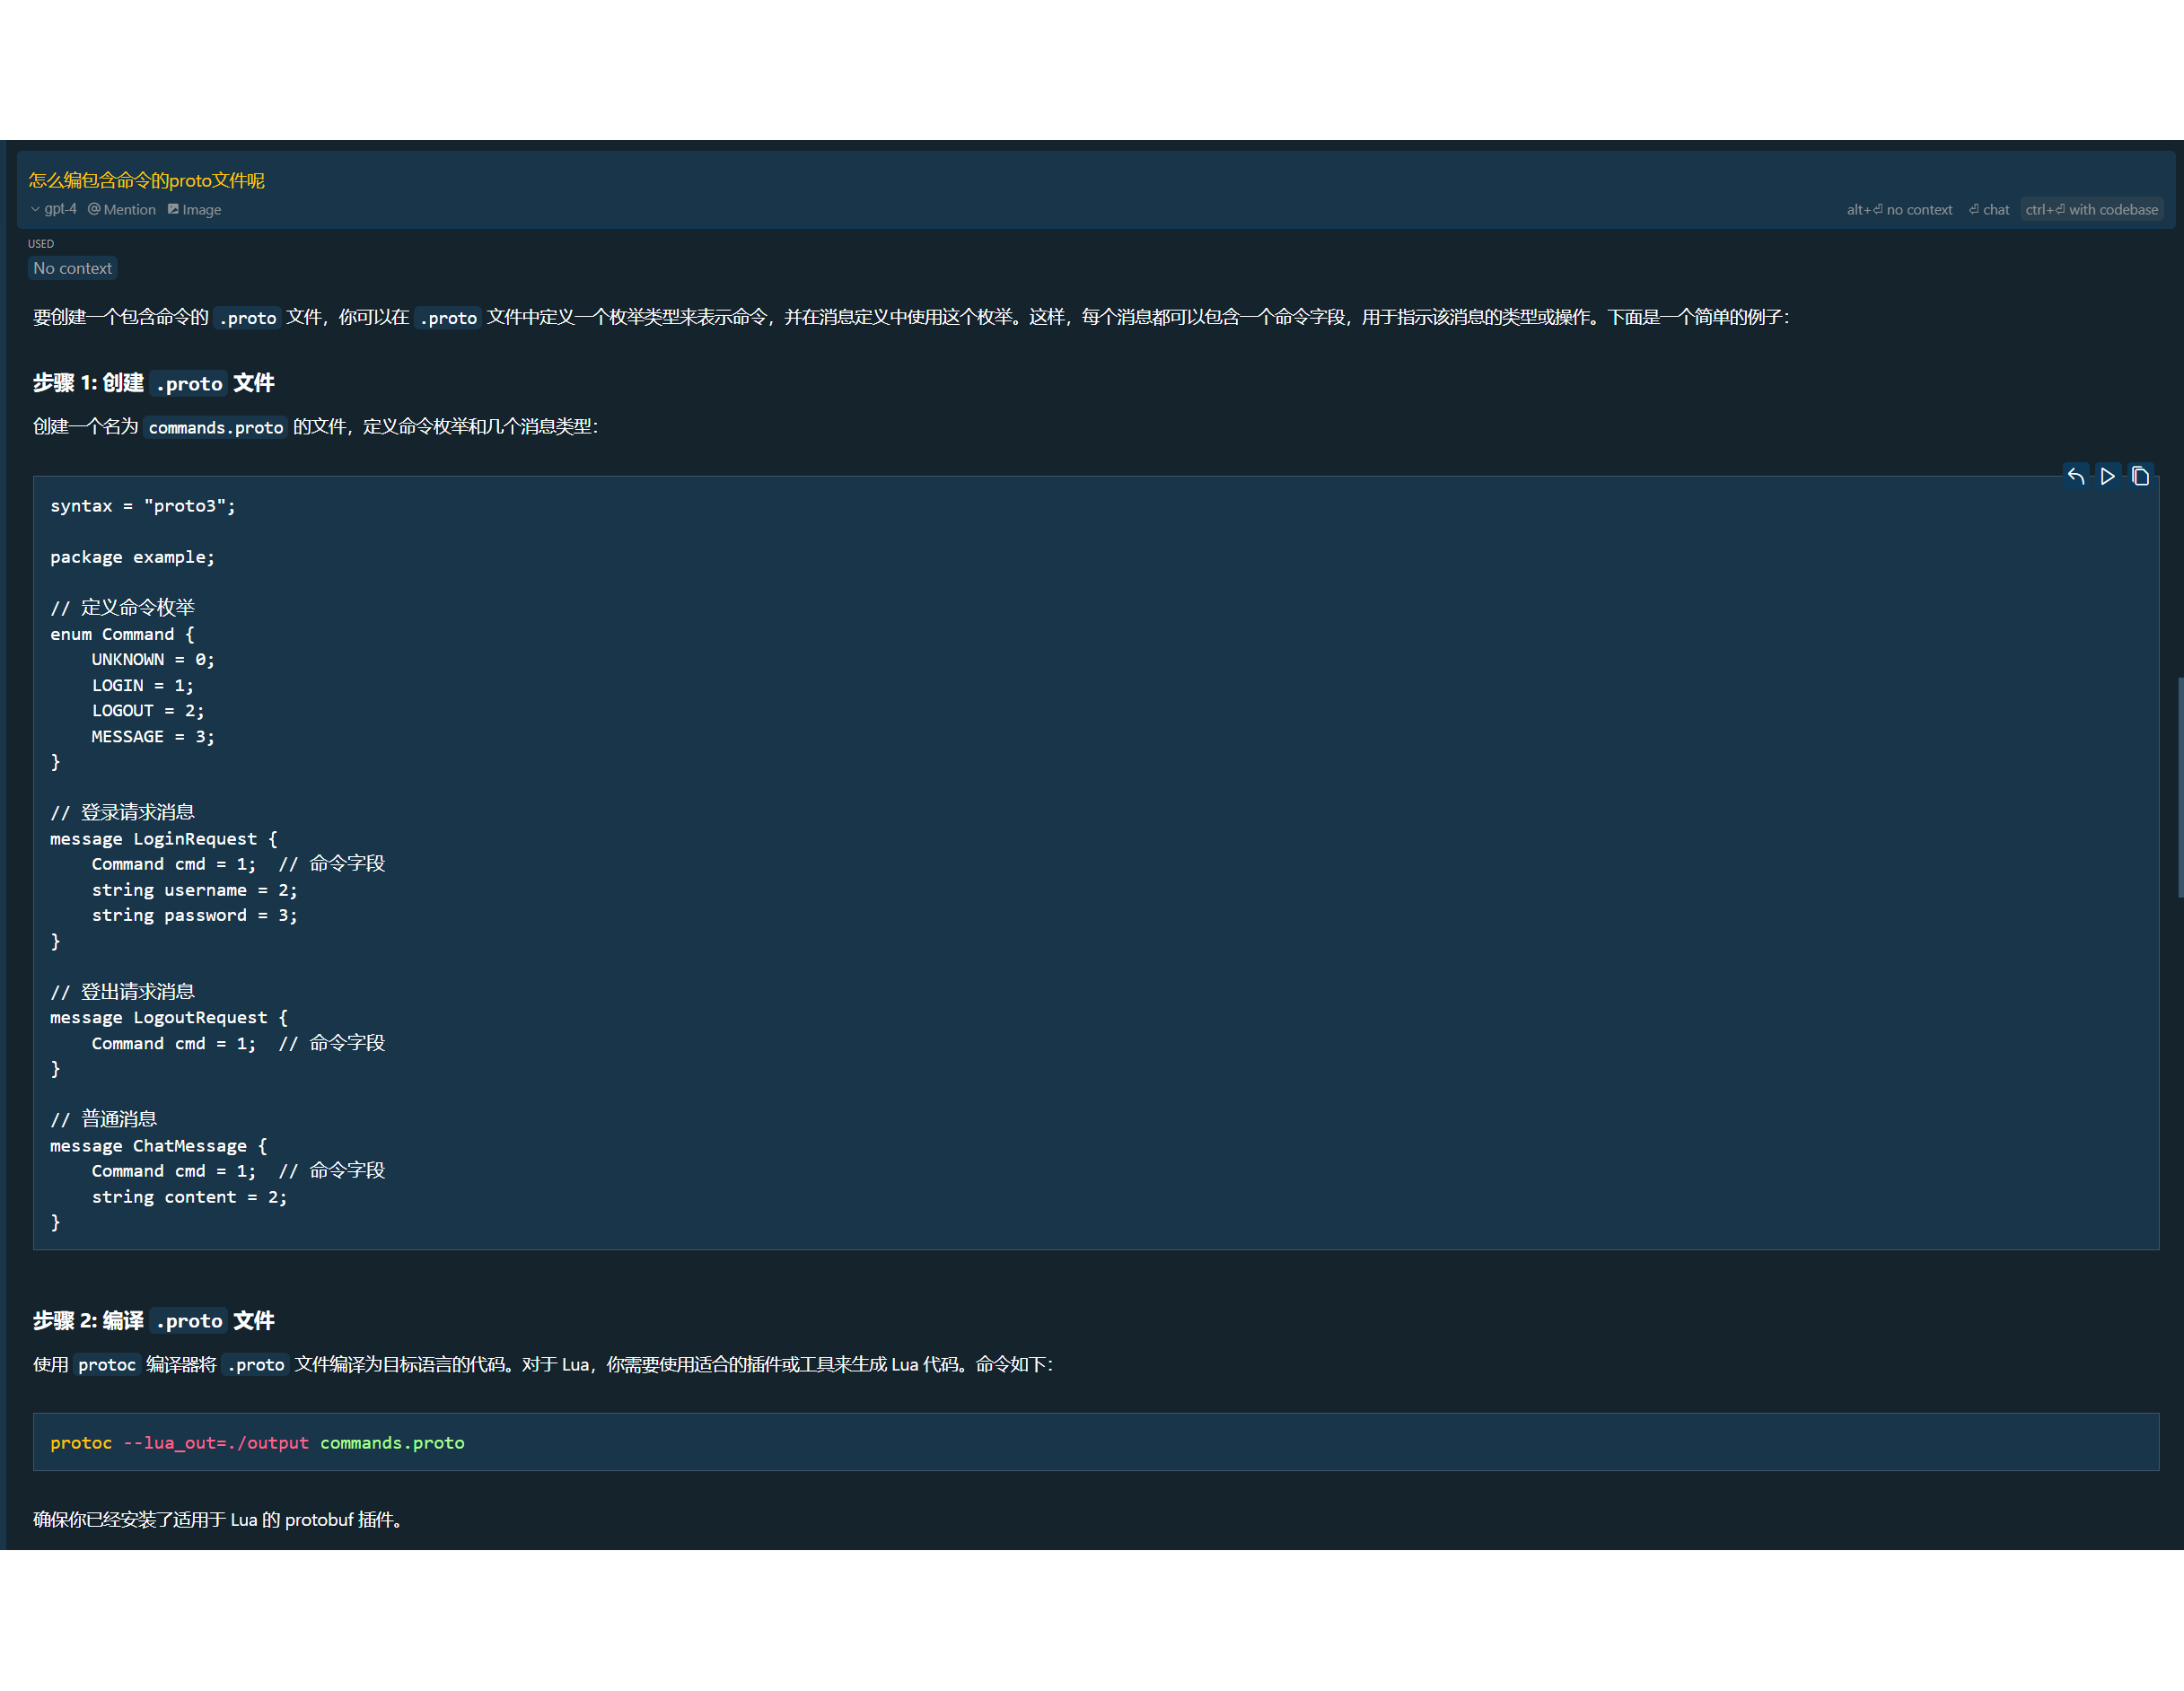 怎么编包含命令的proto文件呢
gpt-4 @ Mention Image alt+⏎ no context ⏎ chat ctrl+⏎ with codebase
USED
No context
要创建一个包含命令的 .proto 文件，你可以在 .proto 文件中定义一个枚举类型来表示命令，并在消息定义中使用这个枚举。这样，每个消息都可以包含一个命令字段，用于指示该消息的类型或操作。下面是一个简单的例子：
步骤 1: 创建 .proto 文件
创建一个名为 commands.proto 的文件，定义命令枚举和几个消息类型：
syntax = "proto3";
package example;
// 定义命令枚举
enum Command {
    UNKNOWN = 0;
    LOGIN = 1;
    LOGOUT = 2;
    MESSAGE = 3;
}
// 登录请求消息
message LoginRequest {
    Command cmd = 1;  // 命令字段
    string username = 2;
    string password = 3;
}
// 登出请求消息
message LogoutRequest {
    Command cmd = 1;  // 命令字段
}
// 普通消息
message ChatMessage {
    Command cmd = 1;  // 命令字段
    string content = 2;
}
步骤 2: 编译 .proto 文件
使用 protoc 编译器将 .proto 文件编译为目标语言的代码。对于 Lua，你需要使用适合的插件或工具来生成 Lua 代码。命令如下：
protoc --lua_out=./output commands.proto
确保你已经安装了适用于 Lua 的 protobuf 插件。